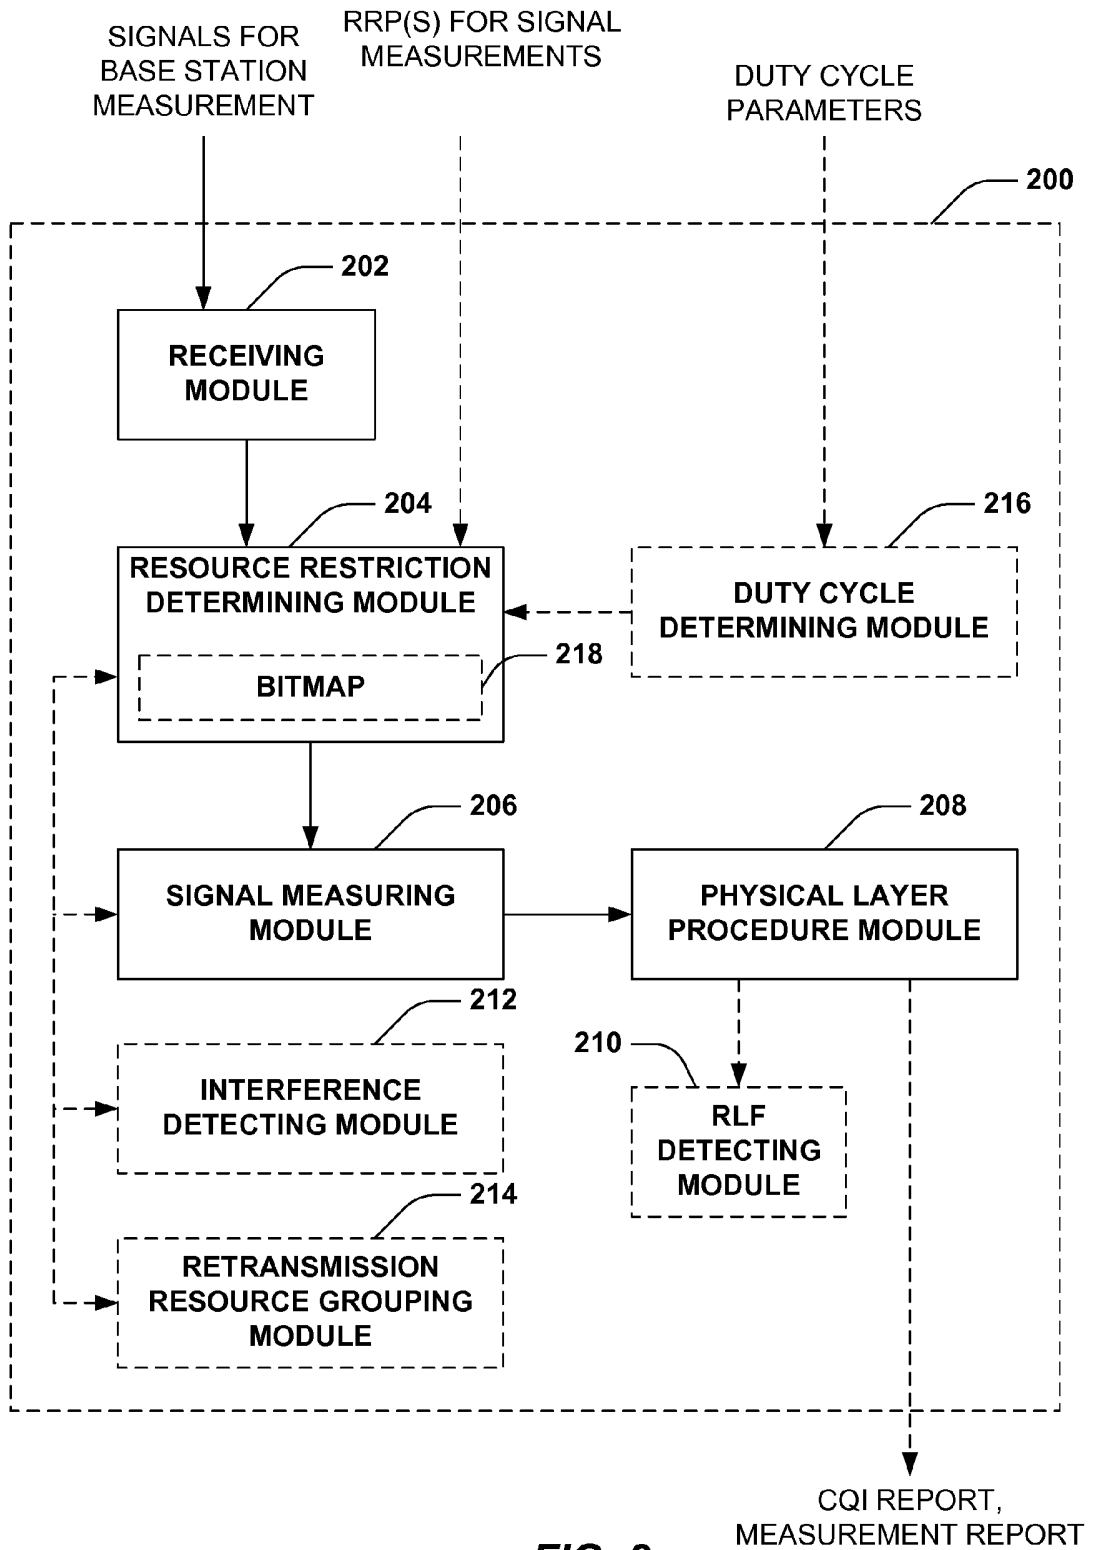 SIGNALS FOR
BASE STATION
MEASUREMENT
RRP(S) FOR SIGNAL
MEASUREMENTS
DUTY CYCLE
PARAMETERS
200
202
RECEIVING
MODULE
204
RESOURCE RESTRICTION
DETERMINING MODULE
218
BITMAP
216
DUTY CYCLE
DETERMINING MODULE
206
SIGNAL MEASURING
MODULE
208
PHYSICAL LAYER
PROCEDURE MODULE
212
INTERFERENCE
DETECTING MODULE
210
RLF
DETECTING
MODULE
214
RETRANSMISSION
RESOURCE GROUPING
MODULE
CQI REPORT,
MEASUREMENT REPORT